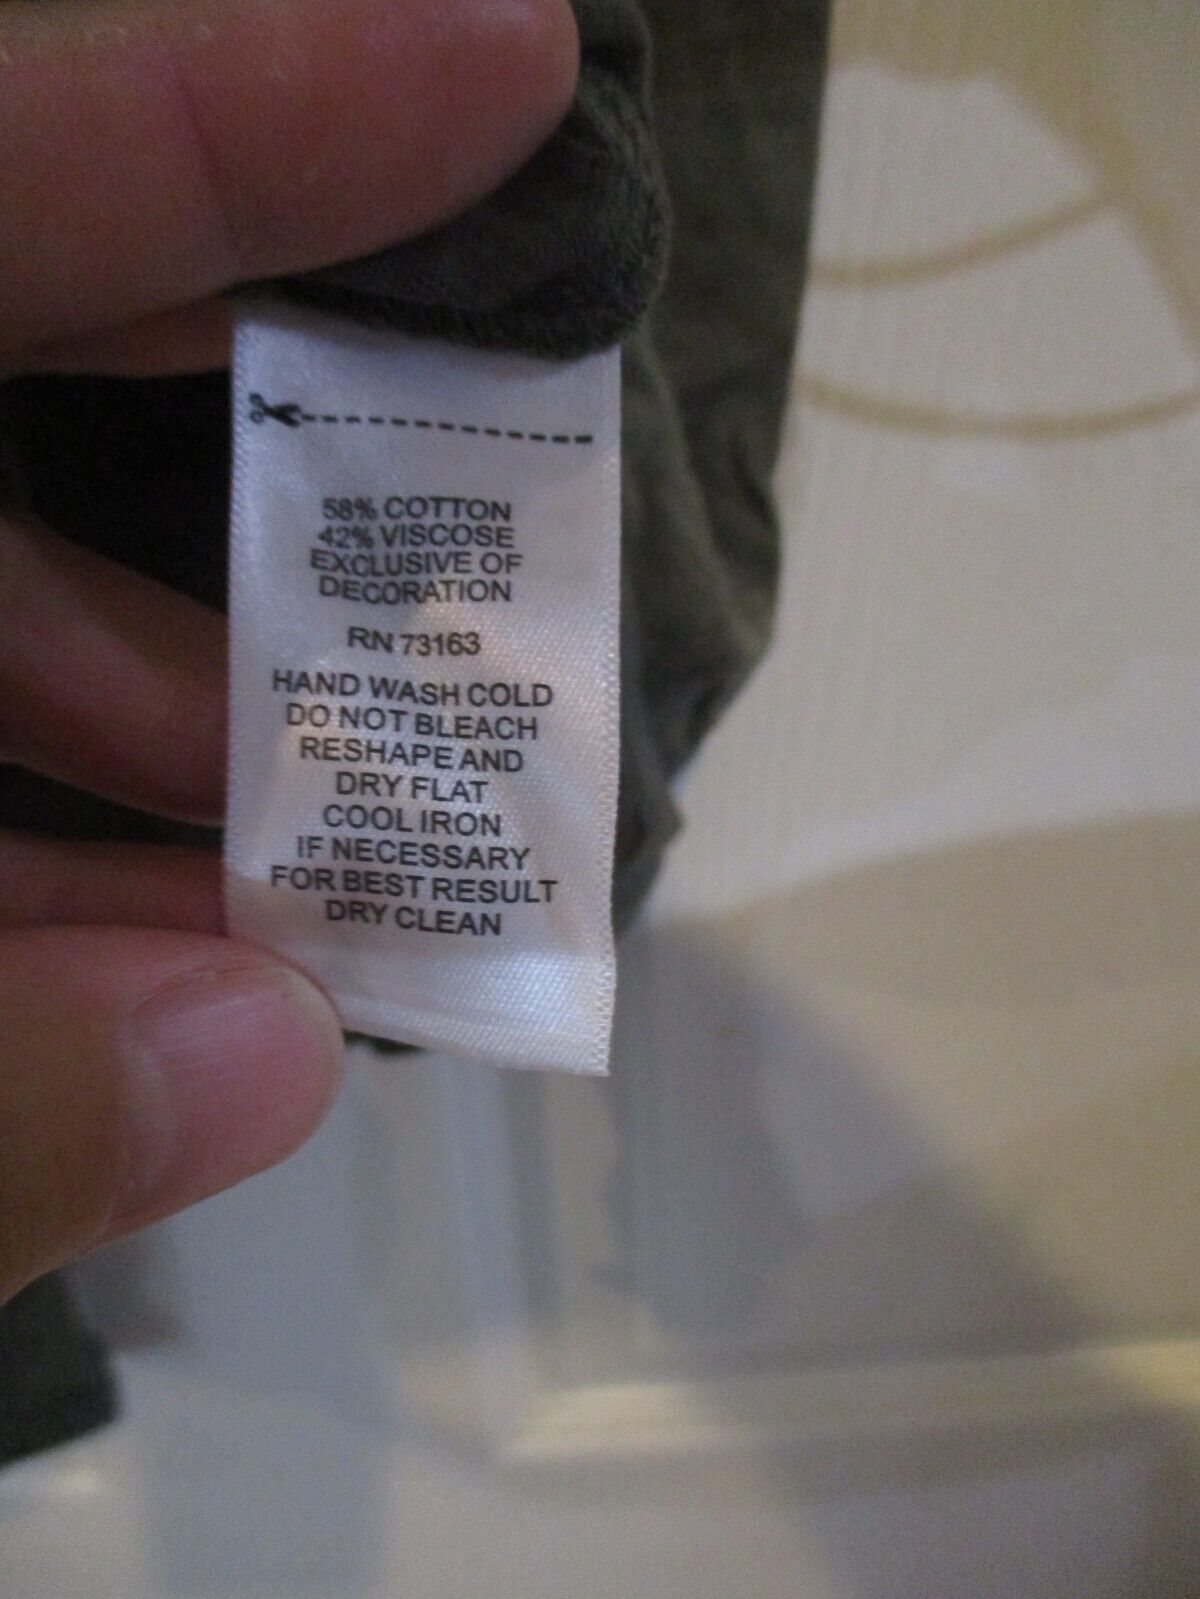 58% COTTON
42% VISCOSE
EXCLUSIVE OF
DECORATION
RN 73163
HAND WASH COLD
DO NOT BLEACH
RESHAPE AND
DRY FLAT
COOL IRON
IF NECESSARY
FOR BEST RESULT
DRY CLEAN